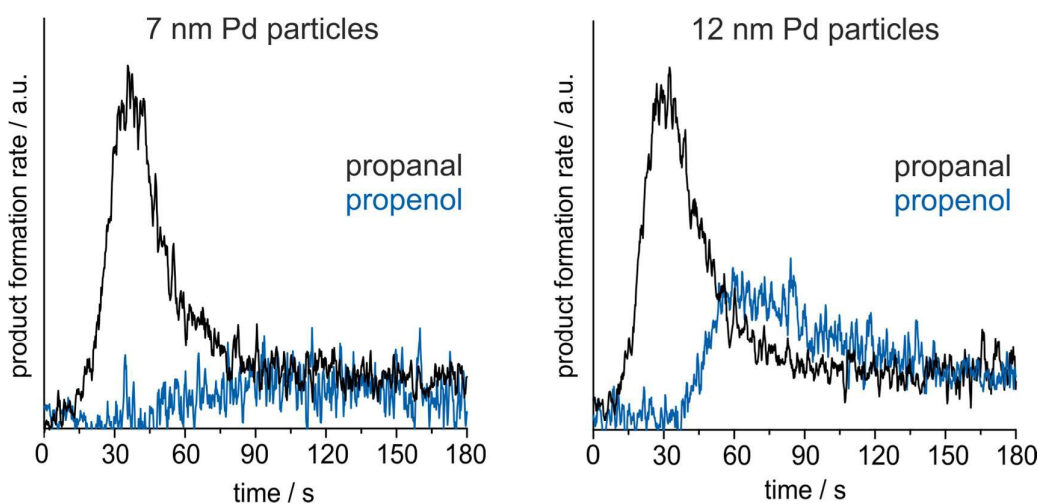 7 nm Pd particles
product formation rate / a.u.
propanal
propenol
0 30 60 90 120 150 180
time / s
12 nm Pd particles
product formation rate / a.u.
propanal
propenol
0 30 60 90 120 150 180
time / s